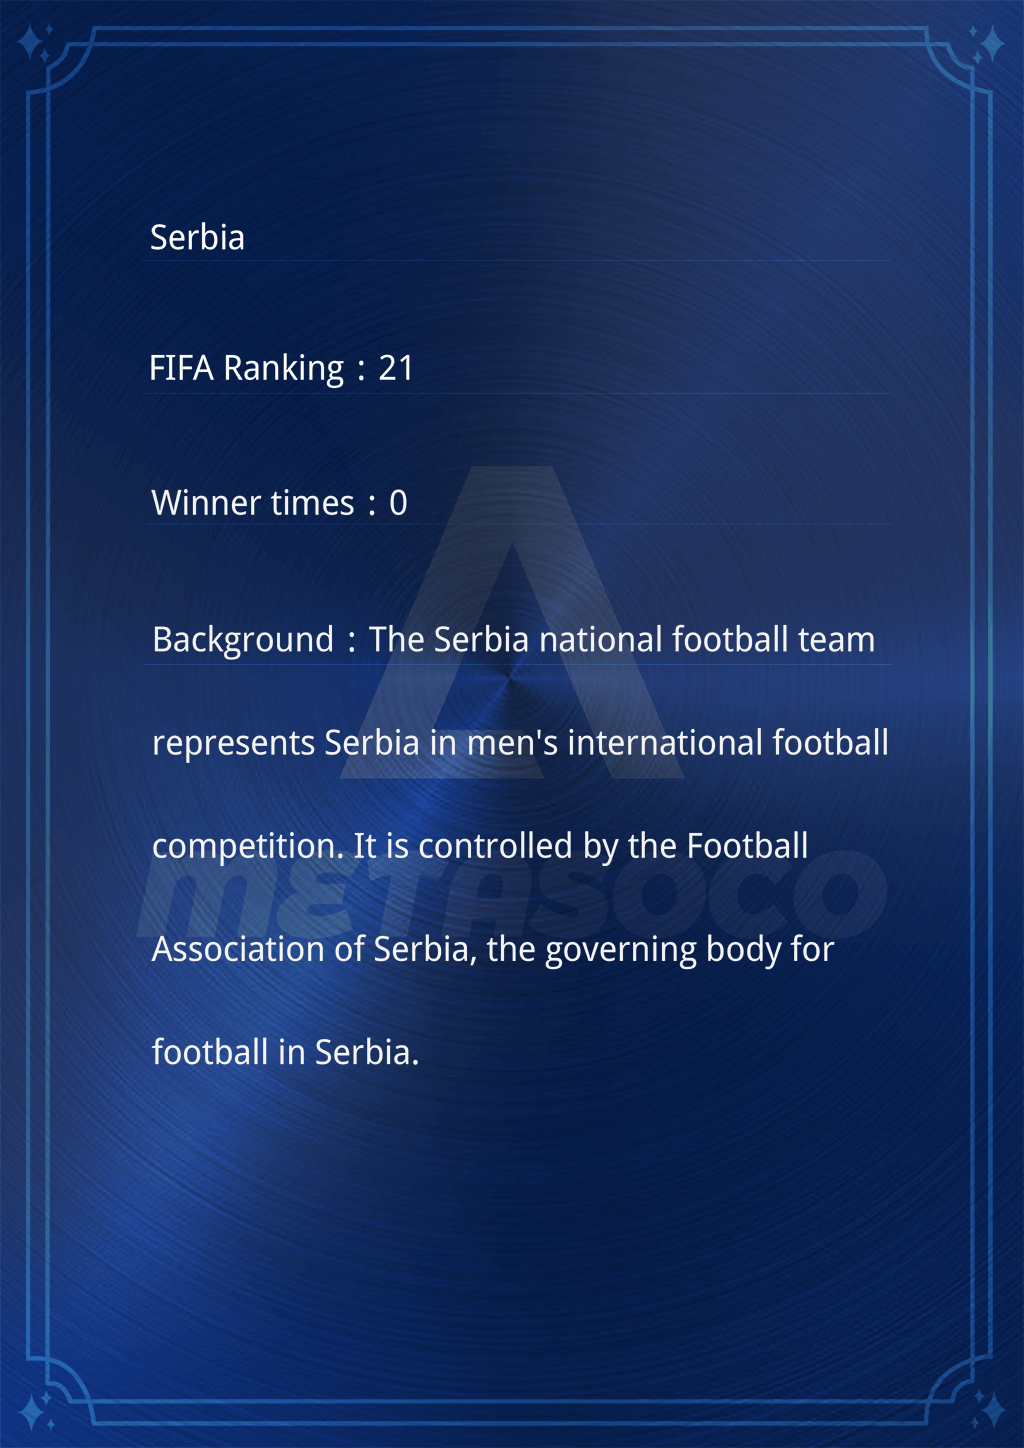 Serbia
FIFA Ranking：21
Winner times：0
Background：The Serbia national football team
represents Serbia in men's international football
competition. It is controlled by the Football
METASOCO
Association of Serbia, the governing body for
football in Serbia.